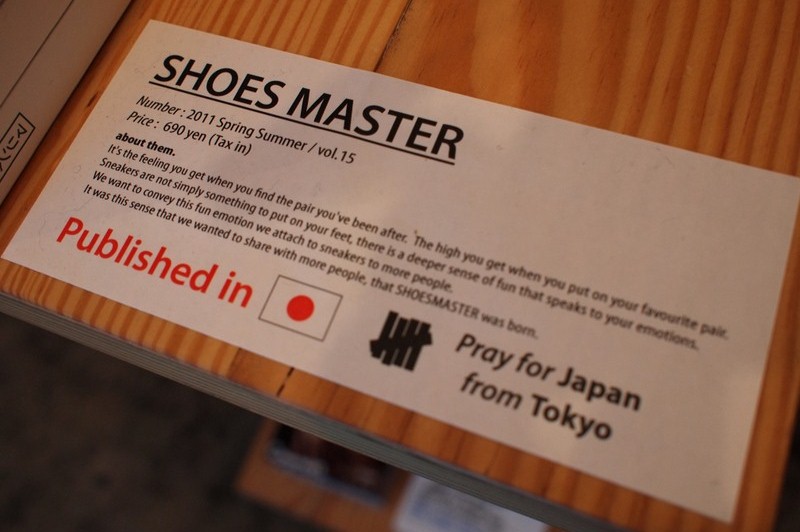 SHOES MASTER
Number : 2011 Spring Summer / vol.15
Price : 690 yen (Tax in)
about them.
It's the feeling you get when you find the pair you've been after. The high you get when you put on your favourite pair.
Sneakers are not simply something to put on your feet, there is a deeper sense of fun that speaks to your emotions.
We want to convey this fun emotion we attach to sneakers to more people.
It was this sense that we wanted to share with more people, that SHOESMASTER was born.
Published in
Pray for Japan
from Tokyo